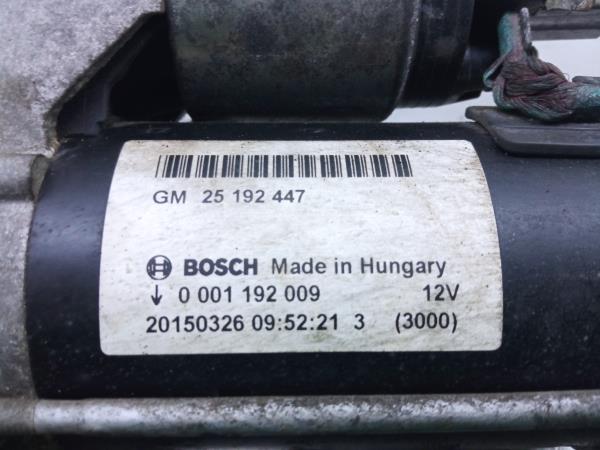 GM 25 192 447
BOSCH Made in Hungary
↓ 0 001 192 009 12V
20150326 09:52:21 3 (3000)